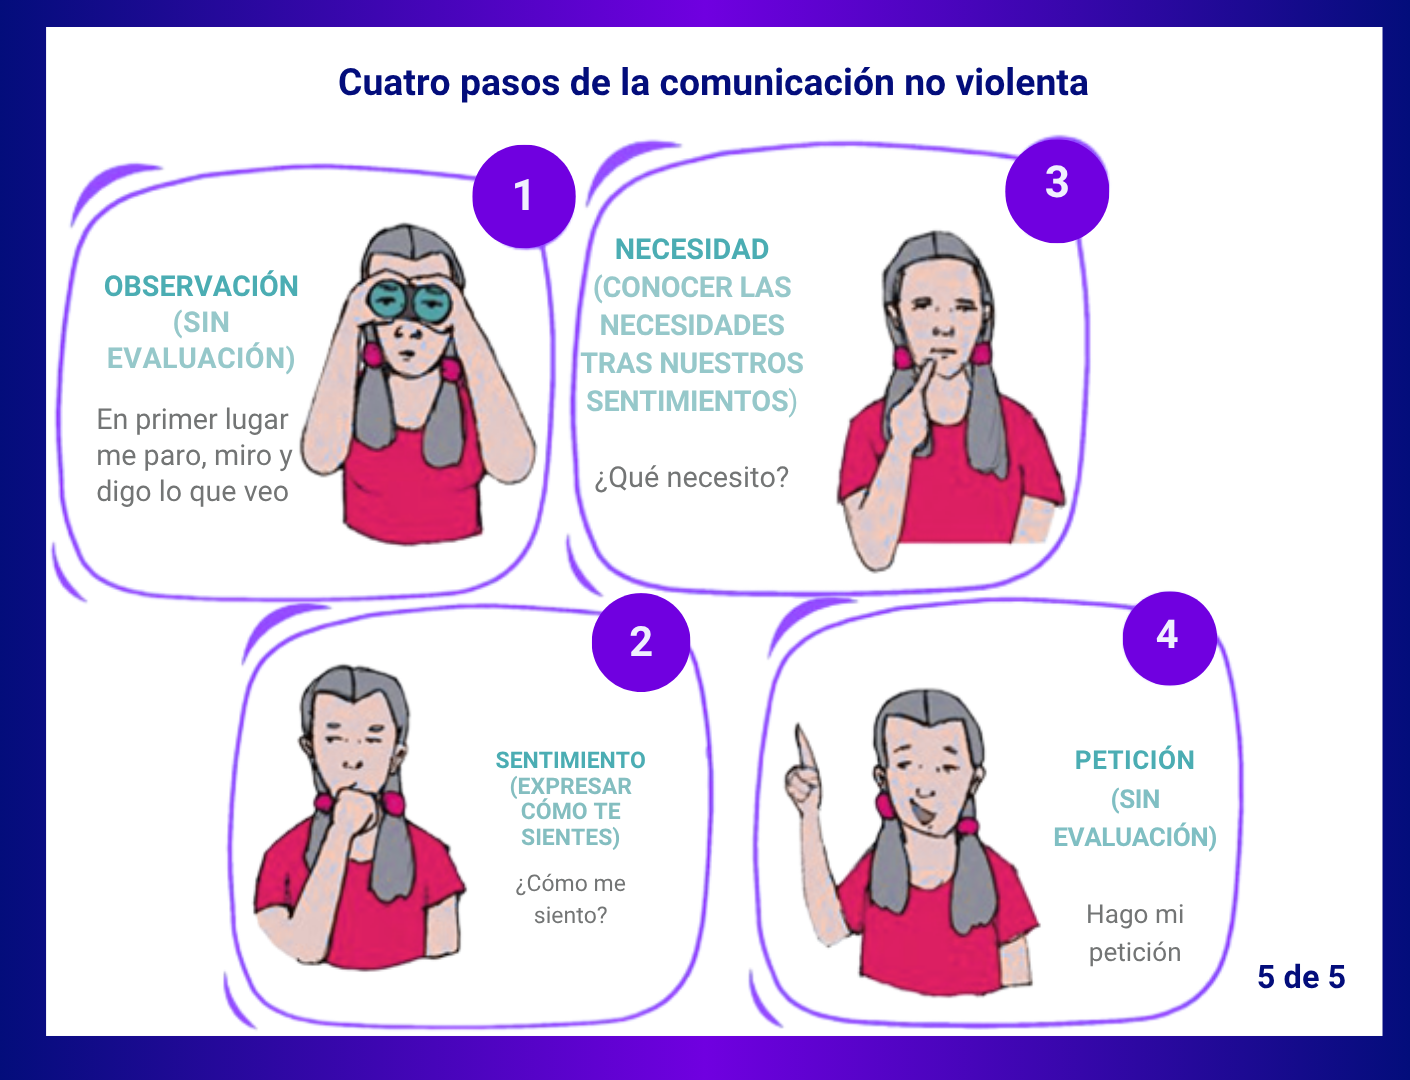 Cuatro pasos de la comunicación no violenta
1
OBSERVACIÓN
(SIN
EVALUACIÓN)
En primer lugar
me paro, miro y
digo lo que veo
2
SENTIMIENTO
(EXPRESAR
CÓMO TE
SIENTES)
¿Cómo me
siento?
3
NECESIDAD
(CONOCER LAS
NECESIDADES
TRAS NUESTROS
SENTIMIENTOS)
¿Qué necesito?
4
PETICIÓN
(SIN
EVALUACIÓN)
Hago mi
petición
5 de 5